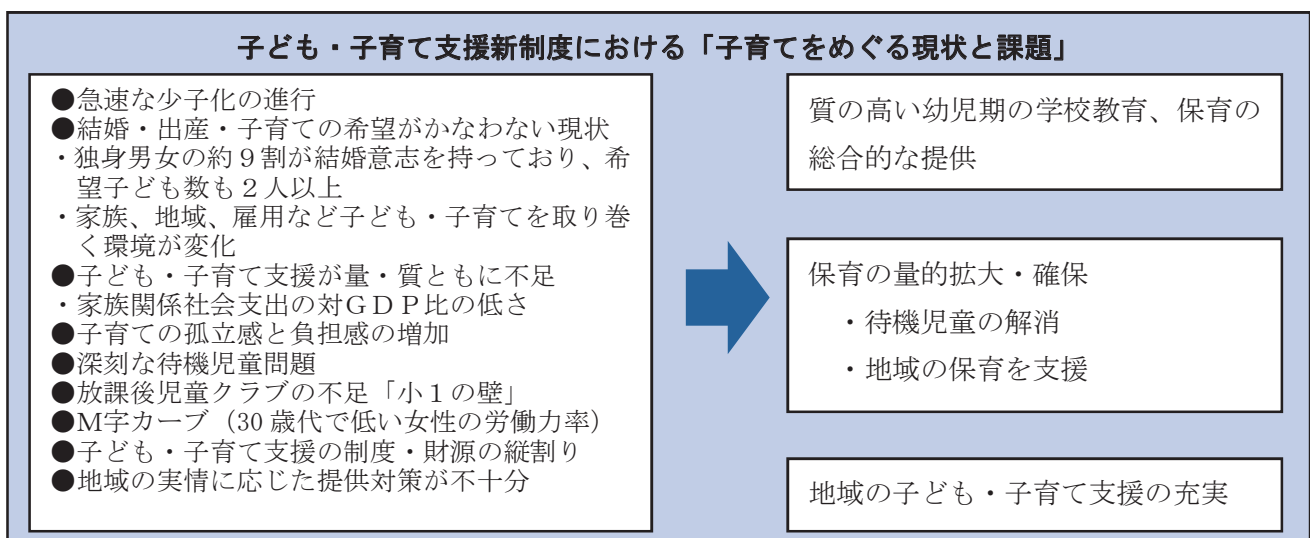 子ども・子育て支援新制度における「子育てをめぐる現状と課題」
●急速な少子化の進行
●結婚・出産・子育ての希望がかなわない現状
・独身男女の約９割が結婚意志を持っており、希
望子ども数も２人以上
・家族、地域、雇用など子ども・子育てを取り巻
く環境が変化
●子ども・子育て支援が量・質ともに不足
・家族関係社会支出の対ＧＤＰ比の低さ
●子育ての孤立感と負担感の増加
●深刻な待機児童問題
●放課後児童クラブの不足「小１の壁」
●Ｍ字カーブ（30 歳代で低い女性の労働力率）
●子ども・子育て支援の制度・財源の縦割り
●地域の実情に応じた提供対策が不十分
質の高い幼児期の学校教育、保育の
総合的な提供
保育の量的拡大・確保
・待機児童の解消
・地域の保育を支援
地域の子ども・子育て支援の充実